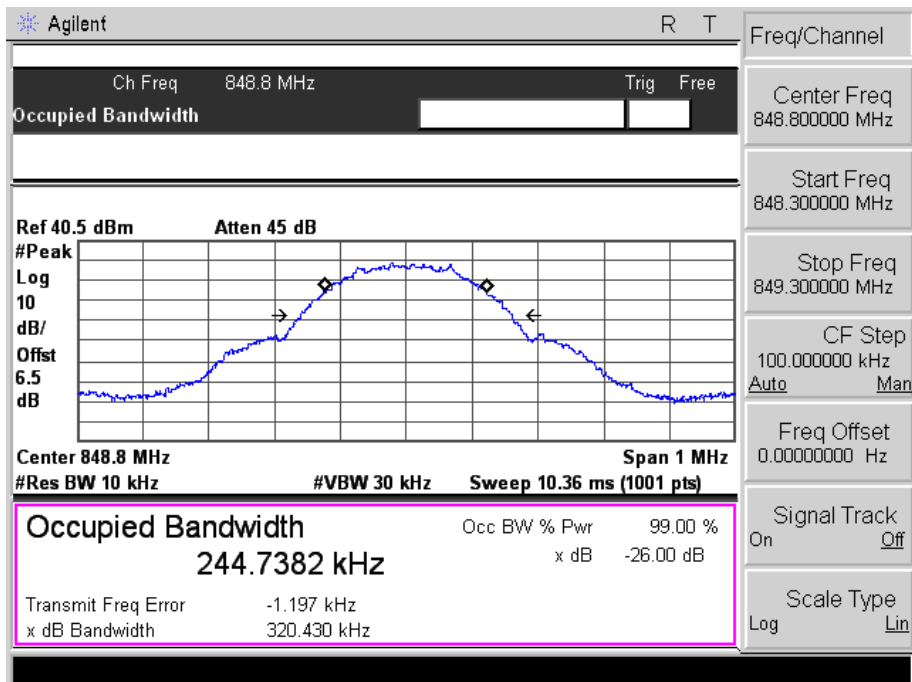 Agilent R T
Ch Freq 848.8 MHz Trig Free
Occupied Bandwidth
Ref 40.5 dBm Atten 45 dB
#Peak
Log
10
dB/
Offst
6.5
dB
Center 848.8 MHz Span 1 MHz
#Res BW 10 kHz #VBW 30 kHz Sweep 10.36 ms (1001 pts)
Occupied Bandwidth
244.7382 kHz
Occ BW % Pwr 99.00 %
x dB -26.00 dB
Transmit Freq Error -1.197 kHz
x dB Bandwidth 320.430 kHz
Freq/Channel
Center Freq
848.800000 MHz
Start Freq
848.300000 MHz
Stop Freq
849.300000 MHz
CF Step
100.000000 kHz
Auto Man
Freq Offset
0.00000000 Hz
Signal Track
On Off
Scale Type
Log Lin